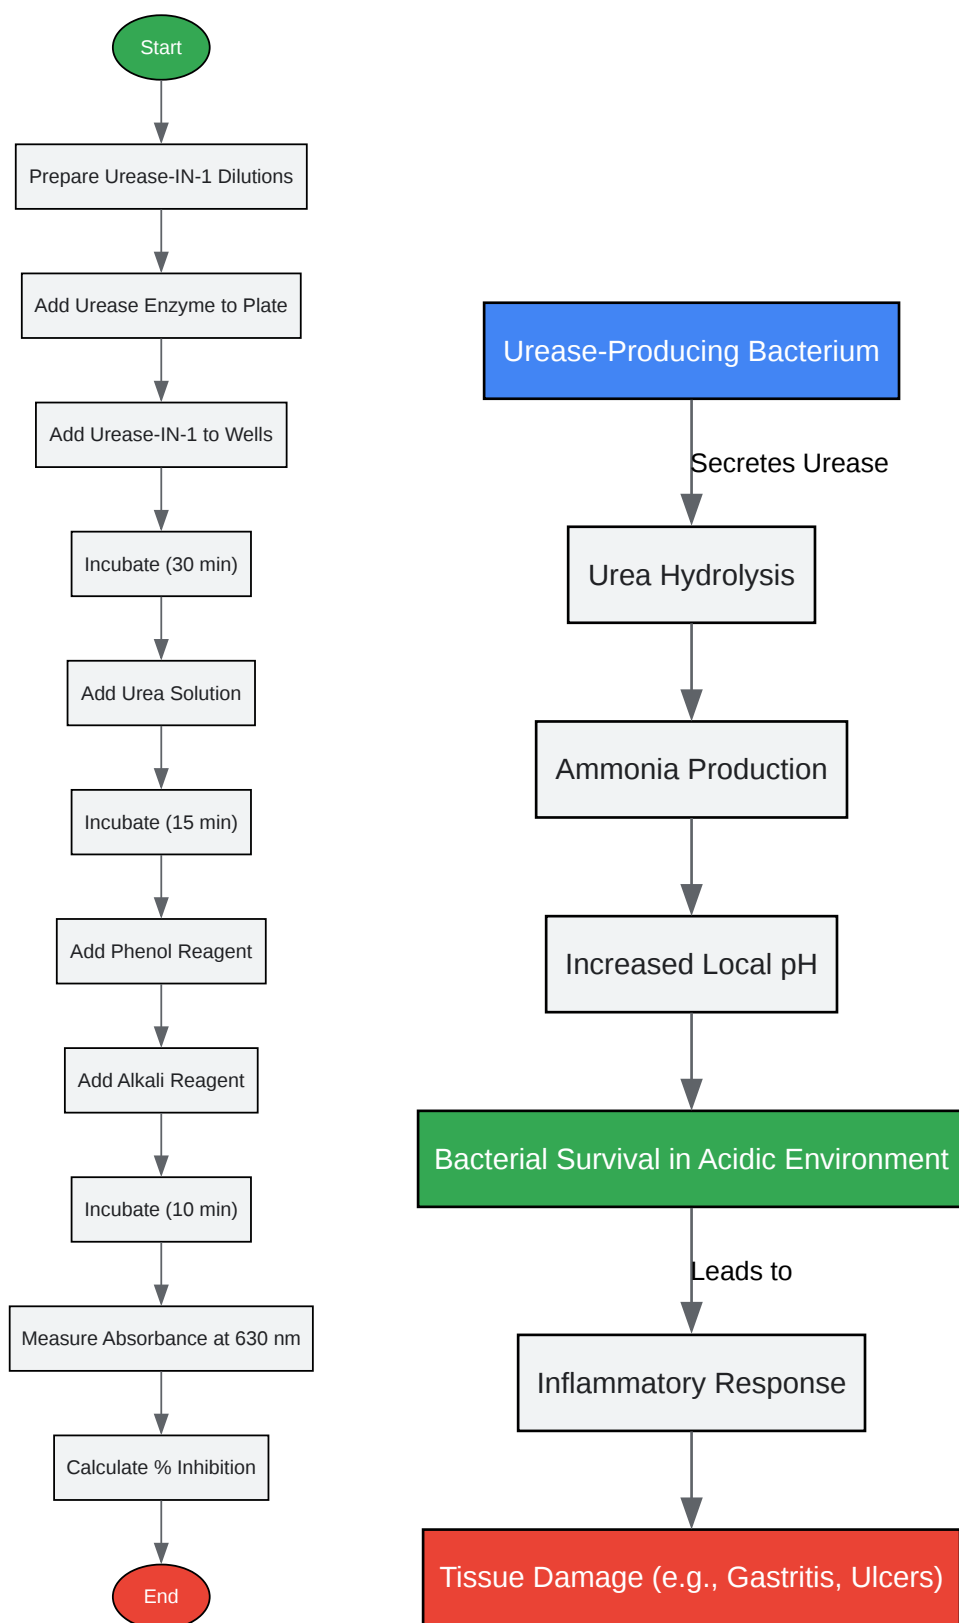 Start
Prepare Urease-IN-1 Dilutions
Add Urease Enzyme to Plate
Add Urease-IN-1 to Wells
Incubate (30 min)
Add Urea Solution
Incubate (15 min)
Add Phenol Reagent
Add Alkali Reagent
Incubate (10 min)
Measure Absorbance at 630 nm
Calculate % Inhibition
End
Urease-Producing Bacterium
Secretes Urease
Urea Hydrolysis
Ammonia Production
Increased Local pH
Bacterial Survival in Acidic Environment
Leads to
Inflammatory Response
Tissue Damage (e.g., Gastritis, Ulcers)